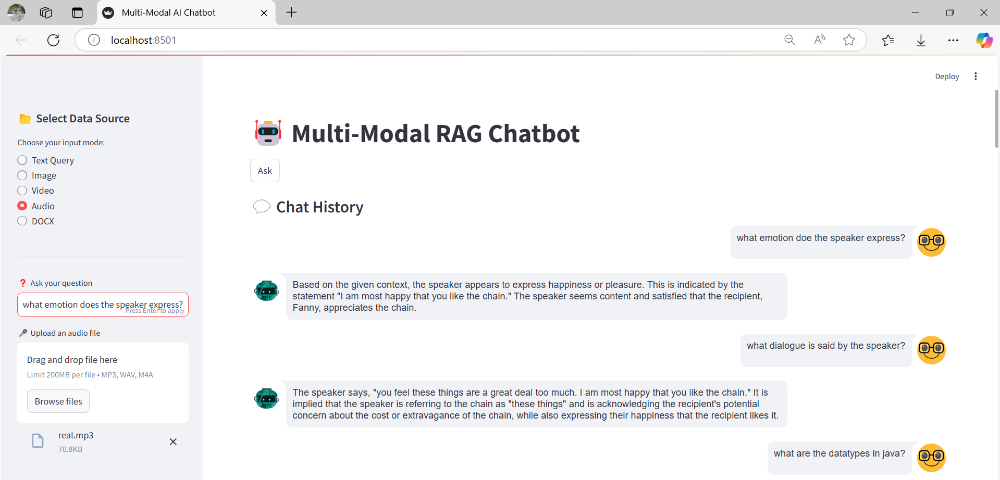 Multi-Modal AI Chatbot
localhost:8501
Deploy
Select Data Source
Choose your input mode:
Text Query
Image
Video
Audio
DOCX
❓ Ask your question
what emotion does the speaker express?
Press Enter to apply
Upload an audio file
Drag and drop file here
Limit 200MB per file • MP3, WAV, M4A
Browse files
real.mp3
70.8KB
Multi-Modal RAG Chatbot
Ask
Chat History
what emotion doe the speaker express?
Based on the given context, the speaker appears to express happiness or pleasure. This is indicated by the
statement "I am most happy that you like the chain." The speaker seems content and satisfied that the recipient,
Fanny, appreciates the chain.
what dialogue is said by the speaker?
The speaker says, "you feel these things are a great deal too much. I am most happy that you like the chain." It is
implied that the speaker is referring to the chain as "these things" and is acknowledging the recipient's potential
concern about the cost or extravagance of the chain, while also expressing their happiness that the recipient likes it.
what are the datatypes in java?